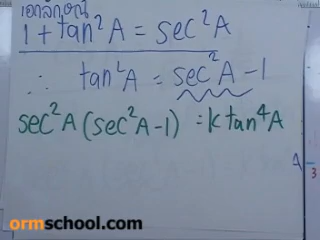 เอกลักษณ์
1 + tan²A = sec²A
∴ tan²A = sec²A - 1
sec²A (sec²A-1) = k tan⁴A
A
3
ormschool.com